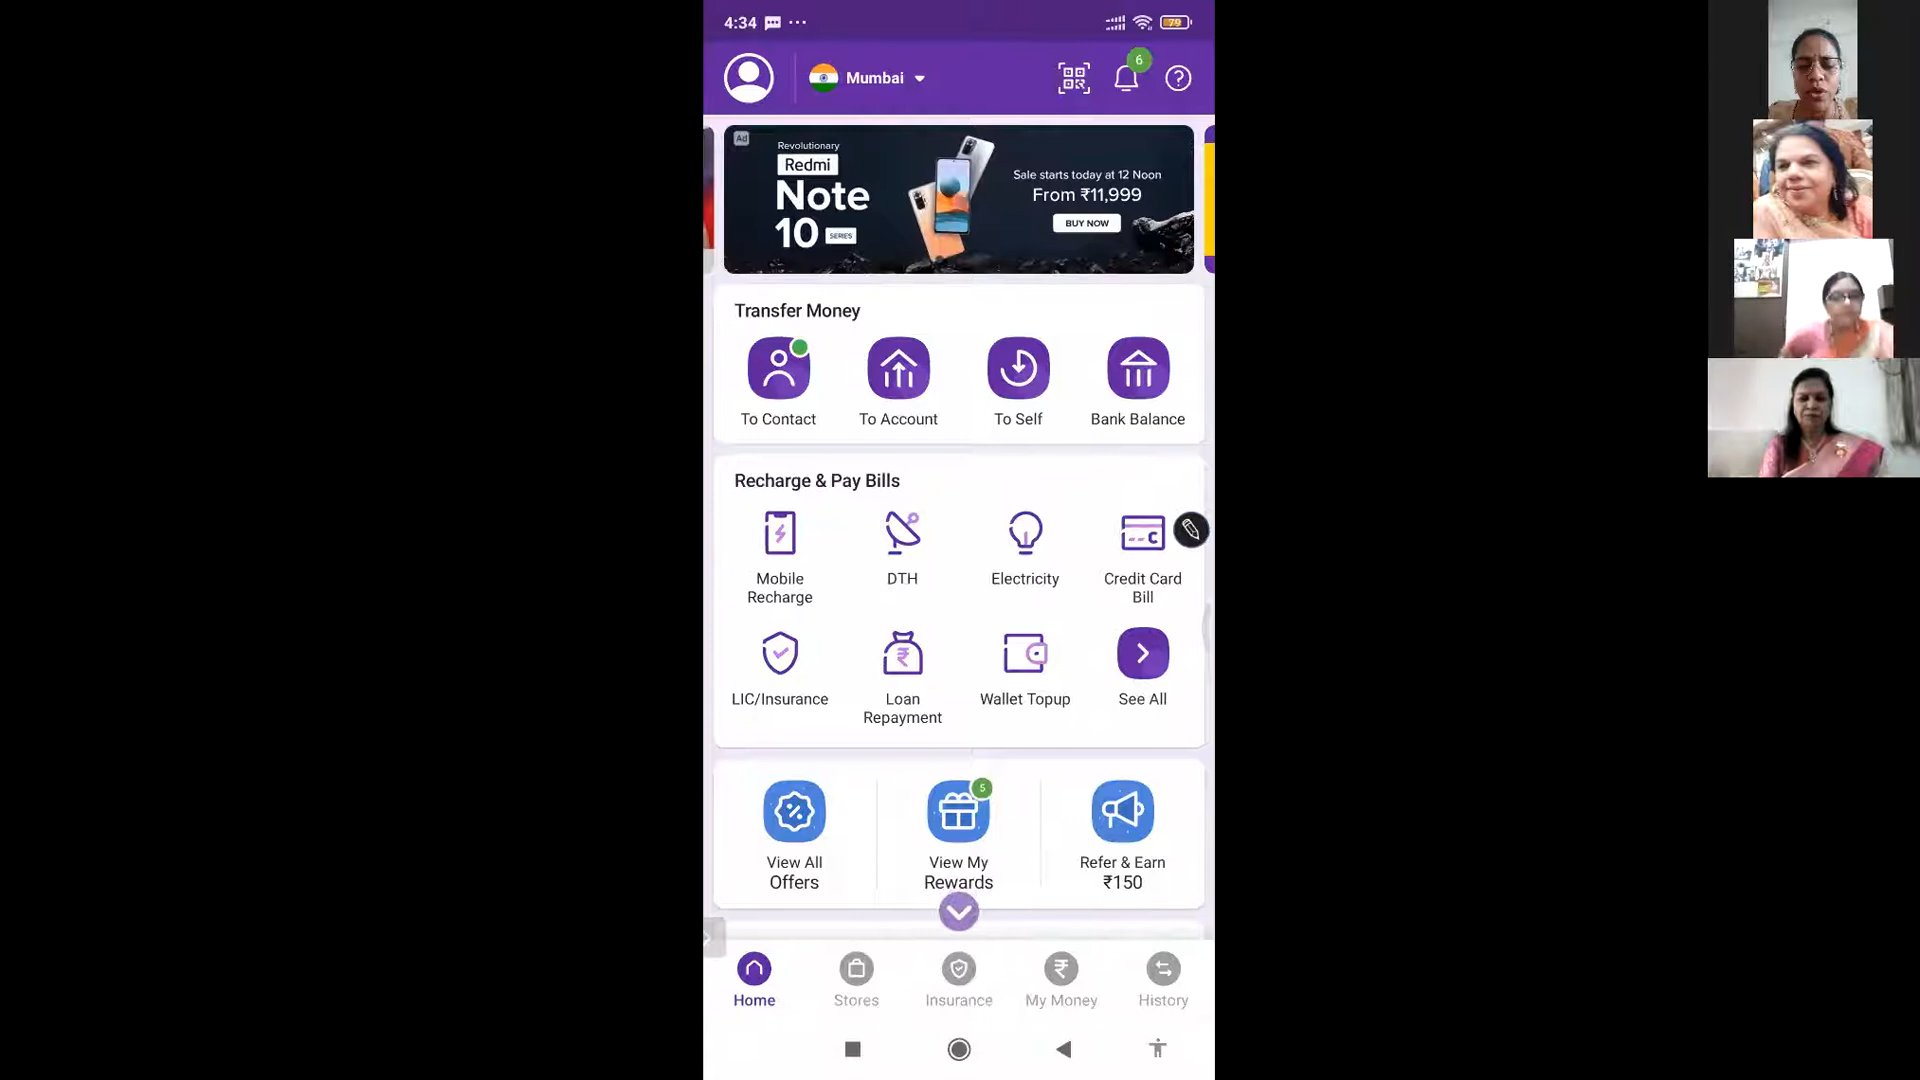 4:34
79
Mumbai
6
Ad
Revolutionary
Redmi
Note
10 SERIES
Sale starts today at 12 Noon
From ₹11,999
BUY NOW
Transfer Money
To Contact
To Account
To Self
Bank Balance
Recharge & Pay Bills
Mobile
Recharge
DTH
Electricity
Credit Card
Bill
LIC/Insurance
Loan
Repayment
Wallet Topup
See All
5
View All
Offers
View My
Rewards
Refer & Earn
₹150
Home
Stores
Insurance
My Money
History